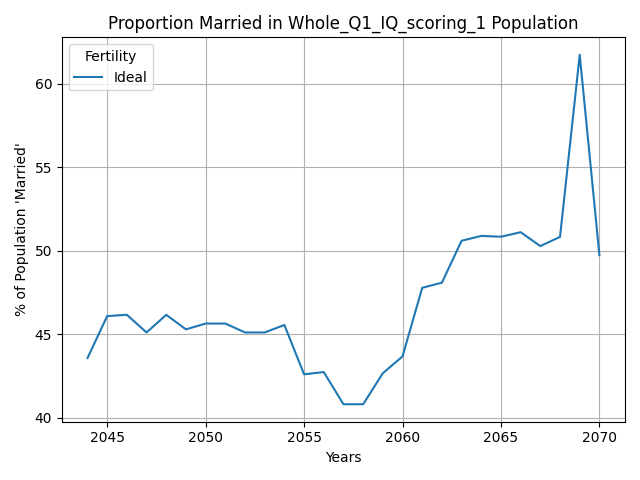 Proportion Married in Whole_Q1_IQ_scoring_1 Population
Fertility
Ideal
% of Population 'Married'
60
55
50
45
40
2045 2050 2055 2060 2065 2070
Years